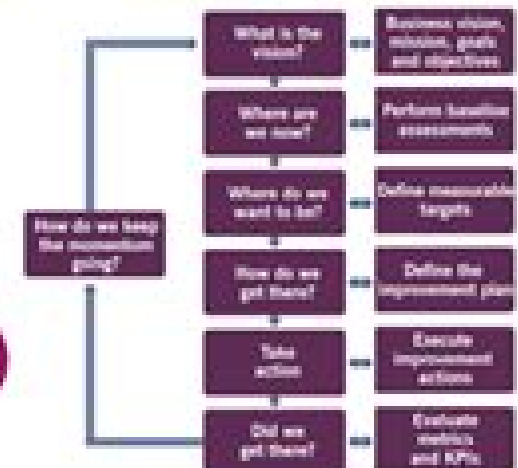 What is the
vision?
Business vision,
mission, goals
and objectives
Where are
we now?
Perform baseline
assessments
Where do we
want to be?
Define measurable
targets
How do we keep
the momentum
going?
How do we
get there?
Define the
improvement plan
Take
action
Execute
improvement
actions
Did we
get there?
Evaluate
metrics
and KPIs